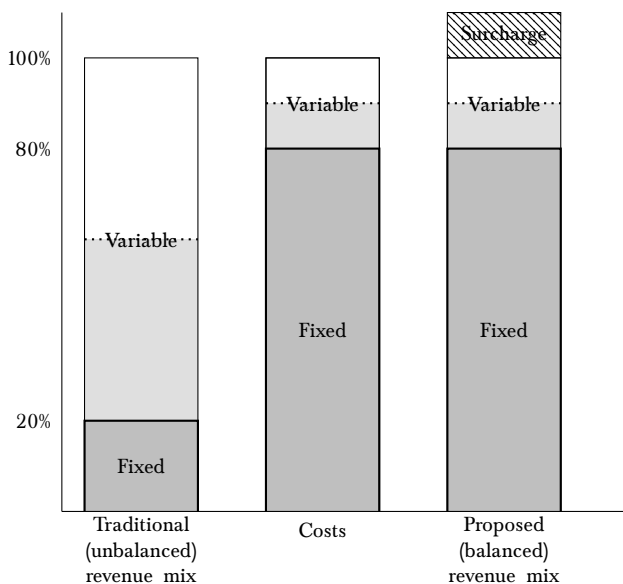 Surcharge
100%
Variable
Variable
80%
Variable
Fixed
Fixed
20%
Fixed
Traditional
(unbalanced)
revenue mix
Costs
Proposed
(balanced)
revenue mix